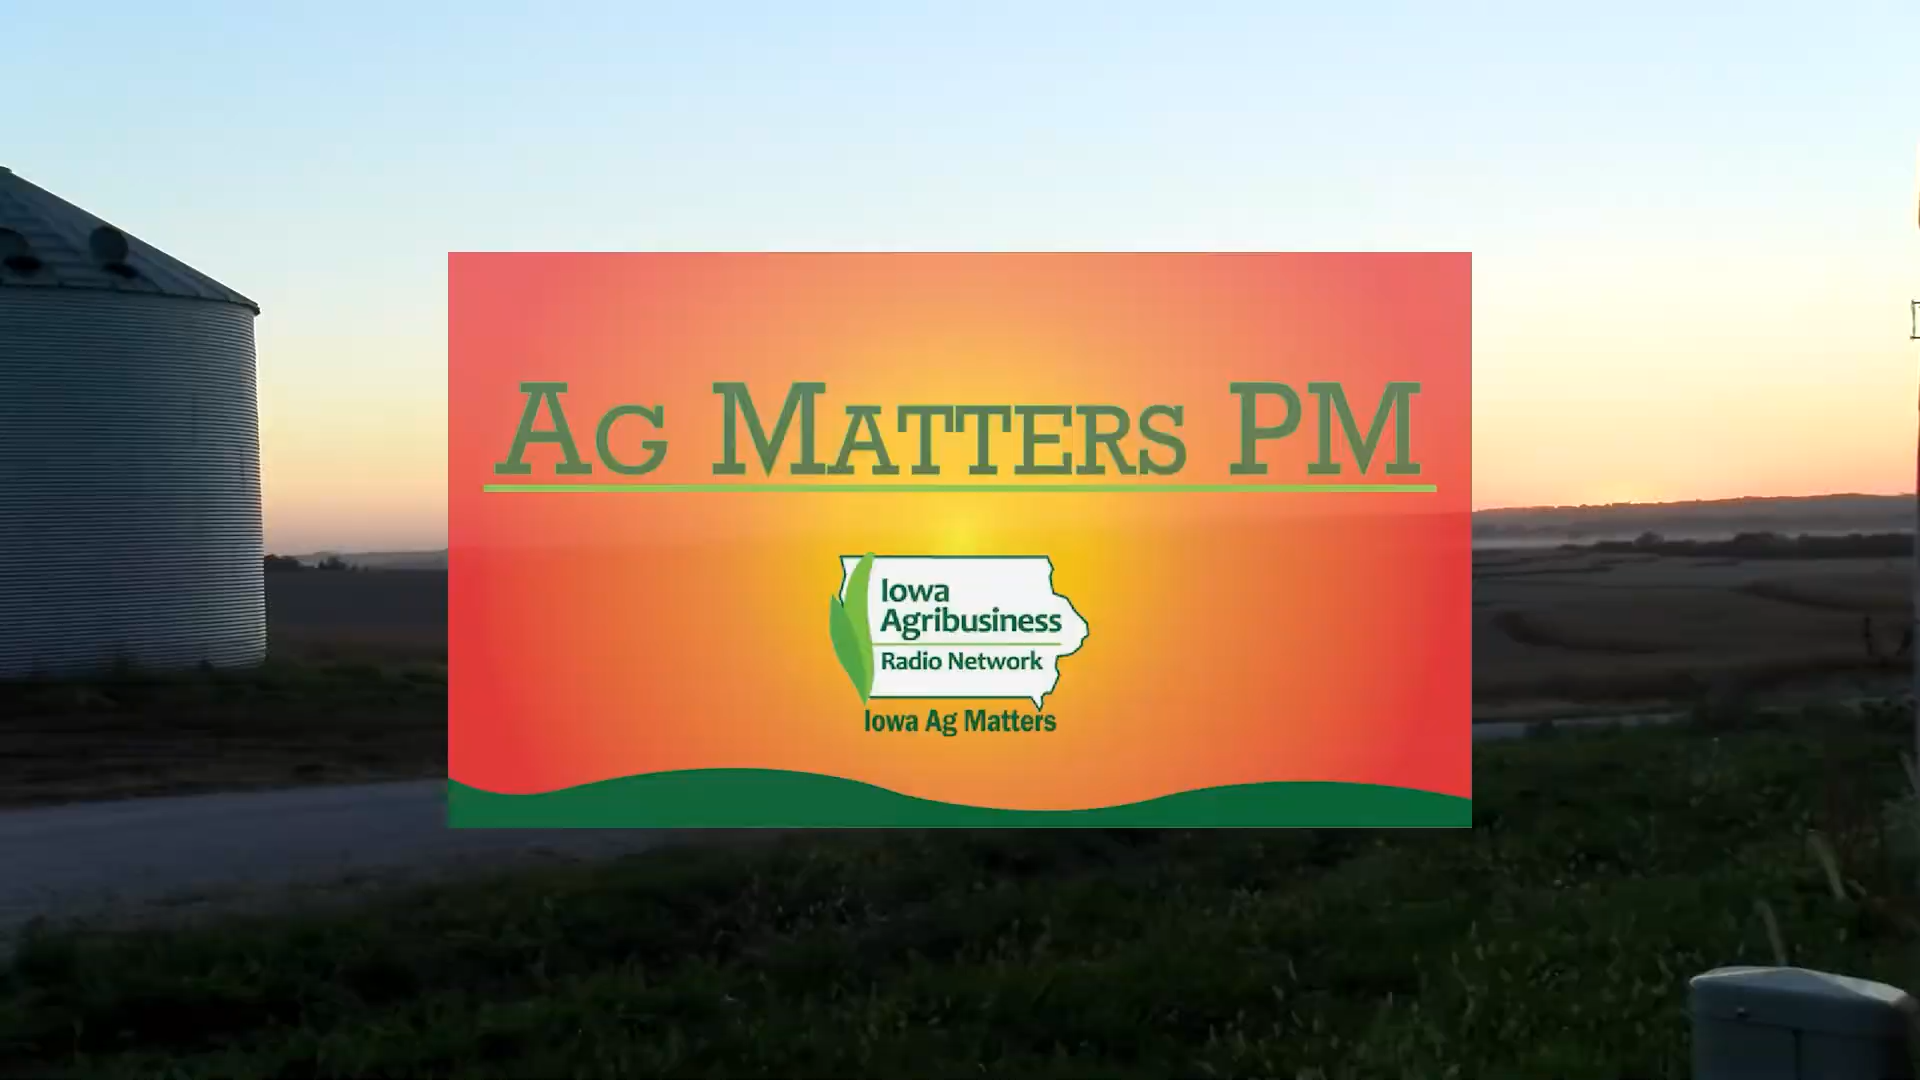 Ag Matters PM
Iowa
Agribusiness
Radio Network
Iowa Ag Matters